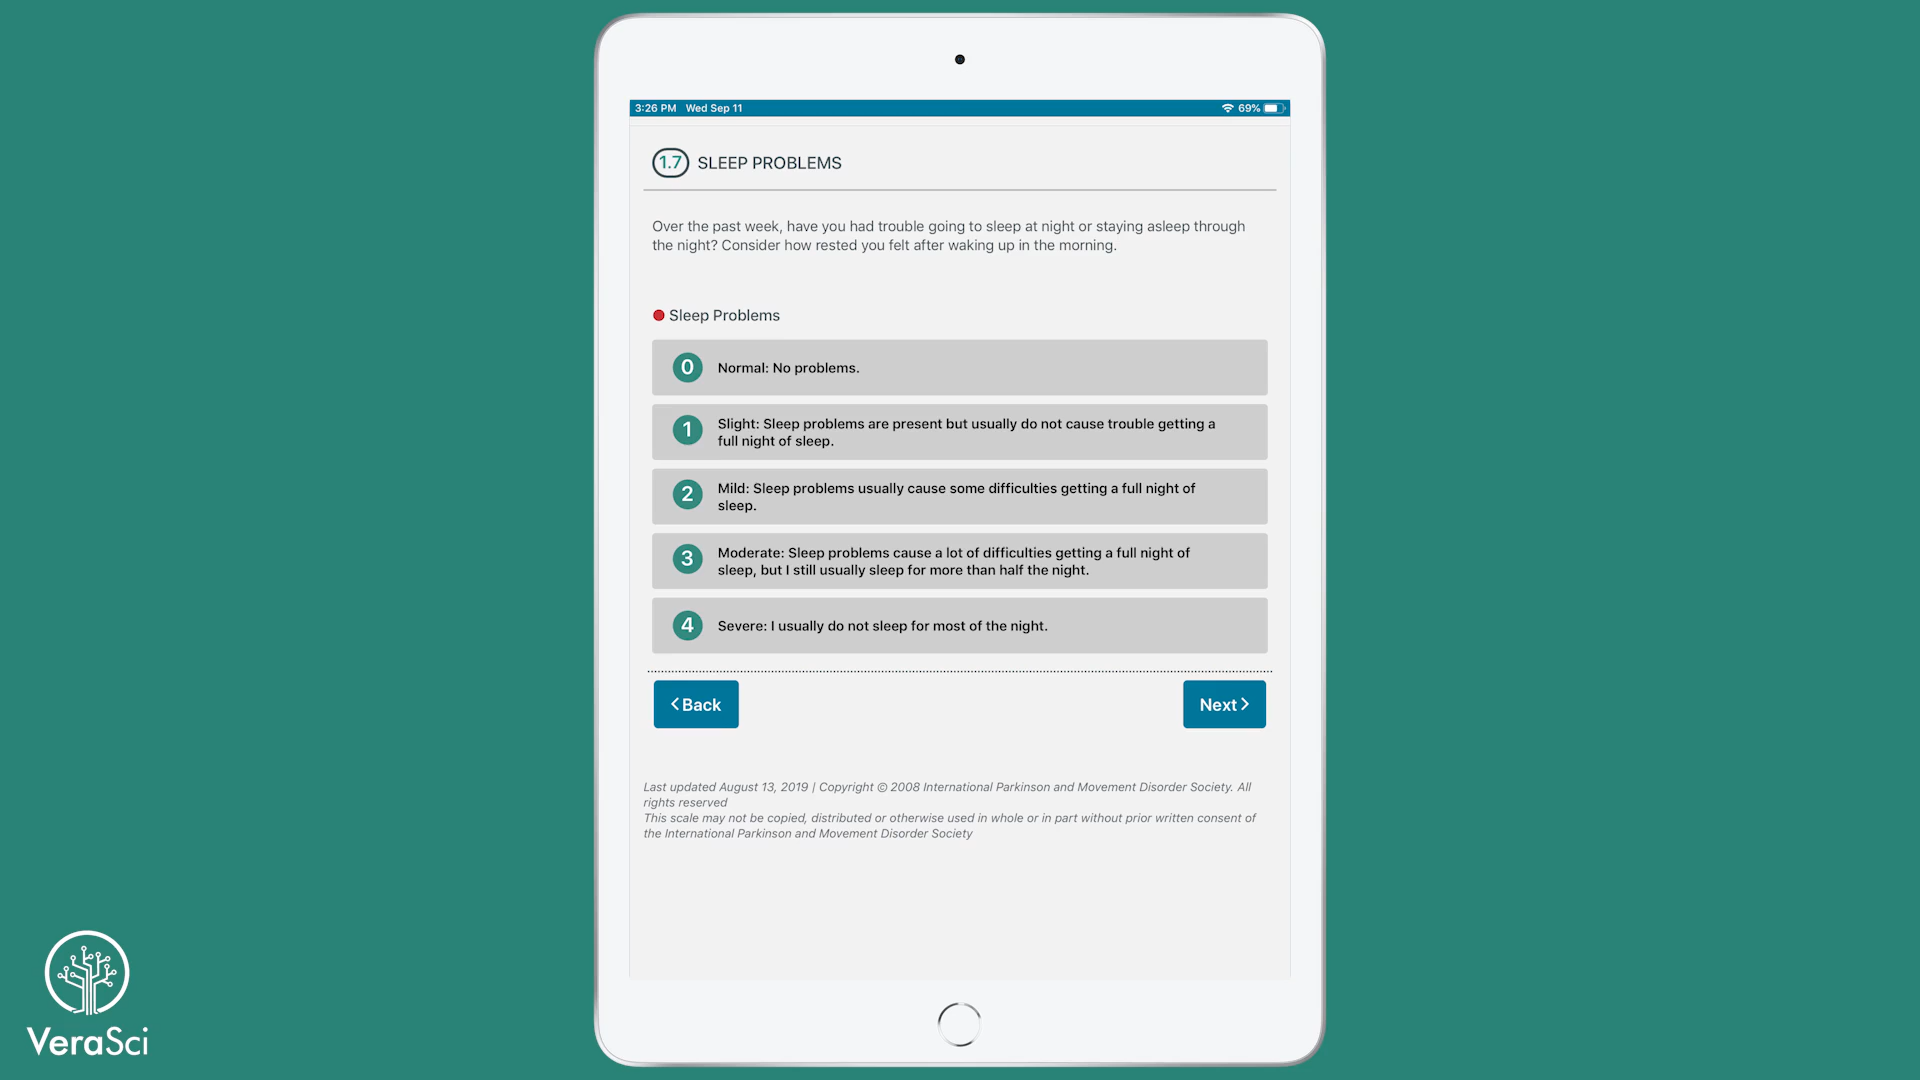 3:26 PM Wed Sep 11 69%
1.7 SLEEP PROBLEMS
Over the past week, have you had trouble going to sleep at night or staying asleep through
the night? Consider how rested you felt after waking up in the morning.
Sleep Problems
0 Normal: No problems.
1 Slight: Sleep problems are present but usually do not cause trouble getting a
full night of sleep.
2 Mild: Sleep problems usually cause some difficulties getting a full night of
sleep.
3 Moderate: Sleep problems cause a lot of difficulties getting a full night of
sleep, but I still usually sleep for more than half the night.
4 Severe: I usually do not sleep for most of the night.
Back Next
Last updated August 13, 2019 | Copyright © 2008 International Parkinson and Movement Disorder Society. All
rights reserved
This scale may not be copied, distributed or otherwise used in whole or in part without prior written consent of
the International Parkinson and Movement Disorder Society
VeraSci